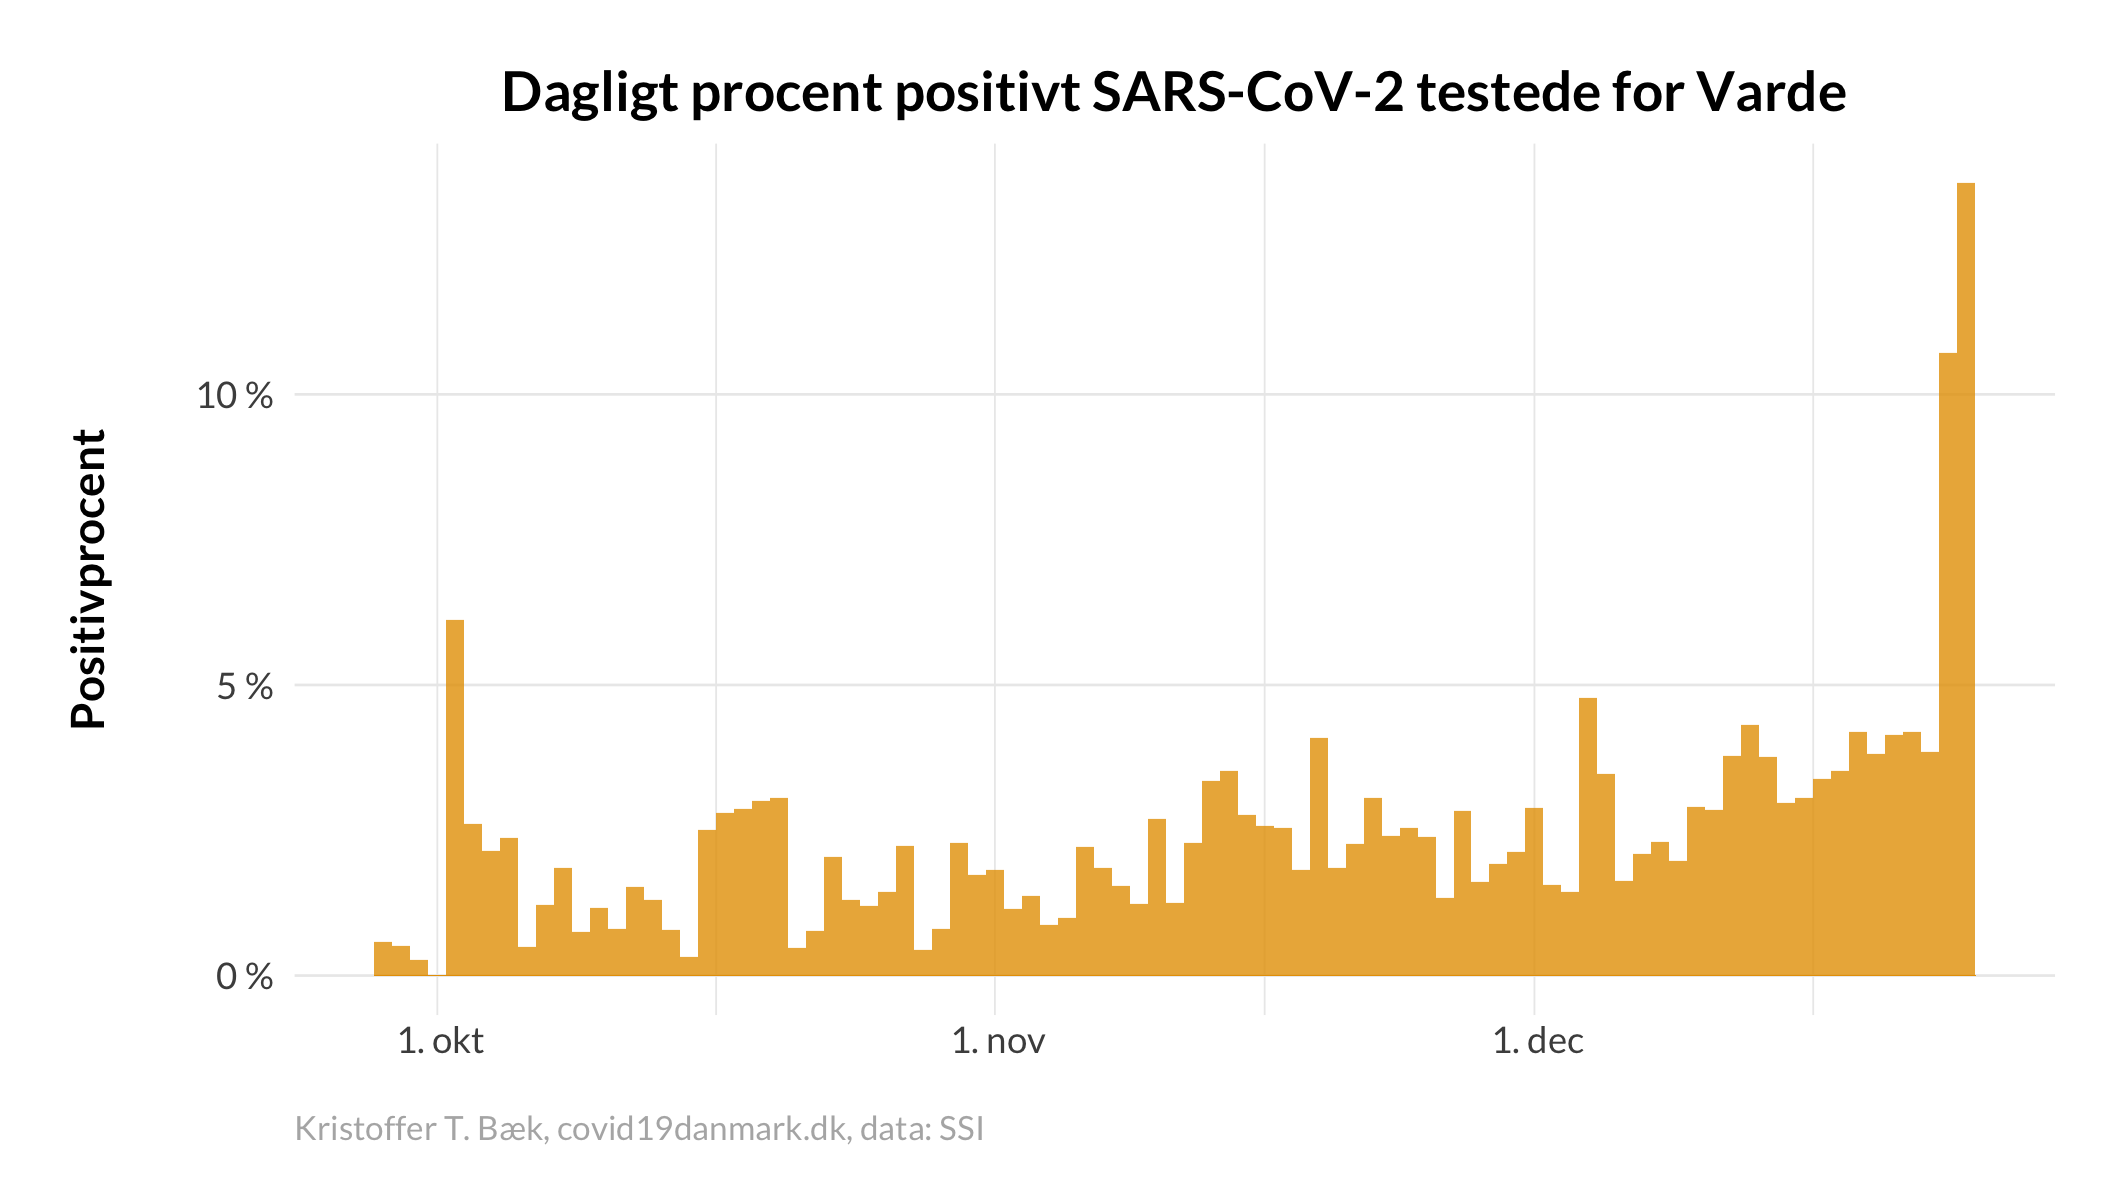 Dagligt procent positivt SARS-CoV-2 testede for Varde
Positivprocent
10 %
5 %
0 %
1. okt
1. nov
1. dec
Kristoffer T. Bæk, covid19danmark.dk, data: SSI